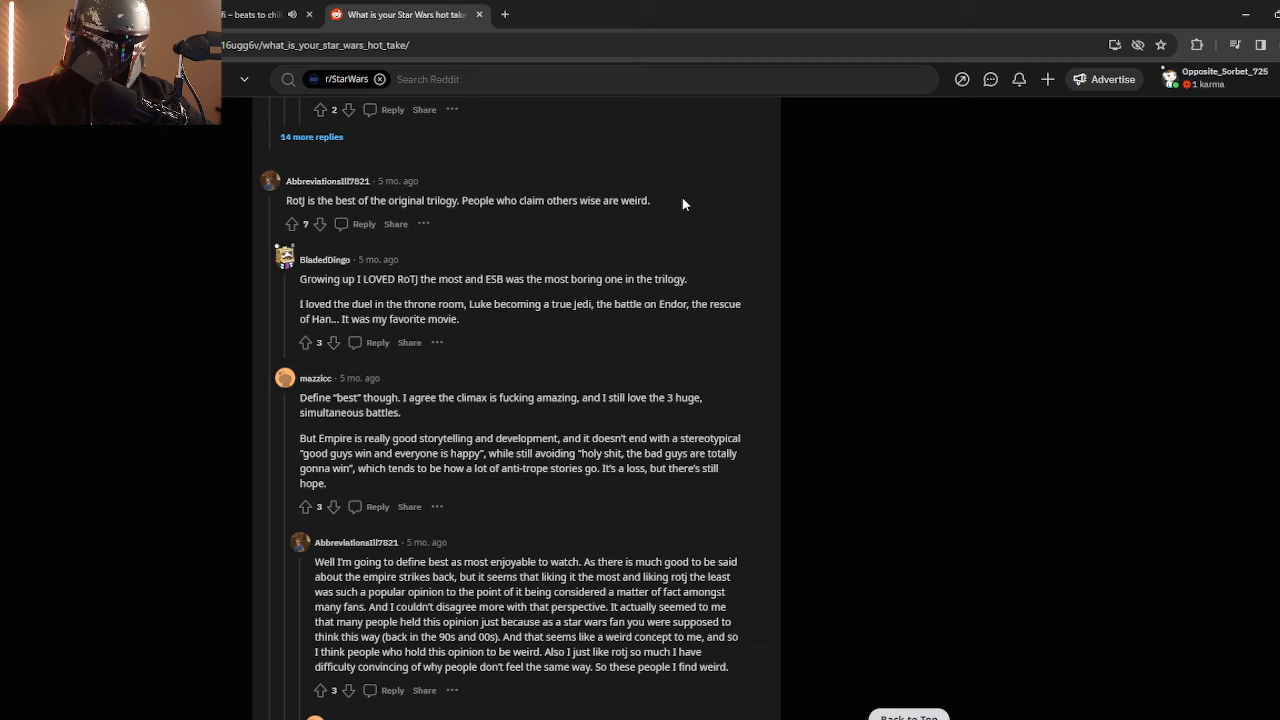 fi – beats to chil
What is your Star Wars hot take
16ugg6v/what_is_your_star_wars_hot_take/
r/StarWars
Search Reddit
Advertise
Opposite_Sorbet_725
1 karma
2
Reply
Share
14 more replies
AbbreviationsIll7821 · 5 mo. ago
RotJ is the best of the original trilogy. People who claim others wise are weird.
7
Reply
Share
BladedDingo · 5 mo. ago
Growing up I LOVED RoTJ the most and ESB was the most boring one in the trilogy.
I loved the duel in the throne room, Luke becoming a true Jedi, the battle on Endor, the rescue
of Han... It was my favorite movie.
3
Reply
Share
mazzicc · 5 mo. ago
Define “best” though. I agree the climax is fucking amazing, and I still love the 3 huge,
simultaneous battles.
But Empire is really good storytelling and development, and it doesn’t end with a stereotypical
“good guys win and everyone is happy”, while still avoiding “holy shit, the bad guys are totally
gonna win”, which tends to be how a lot of anti-trope stories go. It’s a loss, but there’s still
hope.
3
Reply
Share
AbbreviationsIll7821 · 5 mo. ago
Well I’m going to define best as most enjoyable to watch. As there is much good to be said
about the empire strikes back, but it seems that liking it the most and liking rotj the least
was such a popular opinion to the point of it being considered a matter of fact amongst
many fans. And I couldn’t disagree more with that perspective. It actually seemed to me
that many people held this opinion just because as a star wars fan you were supposed to
think this way (back in the 90s and 00s). And that seems like a weird concept to me, and so
I think people who hold this opinion to be weird. Also I just like rotj so much I have
difficulty convincing of why people don’t feel the same way. So these people I find weird.
3
Reply
Share
Back to Top